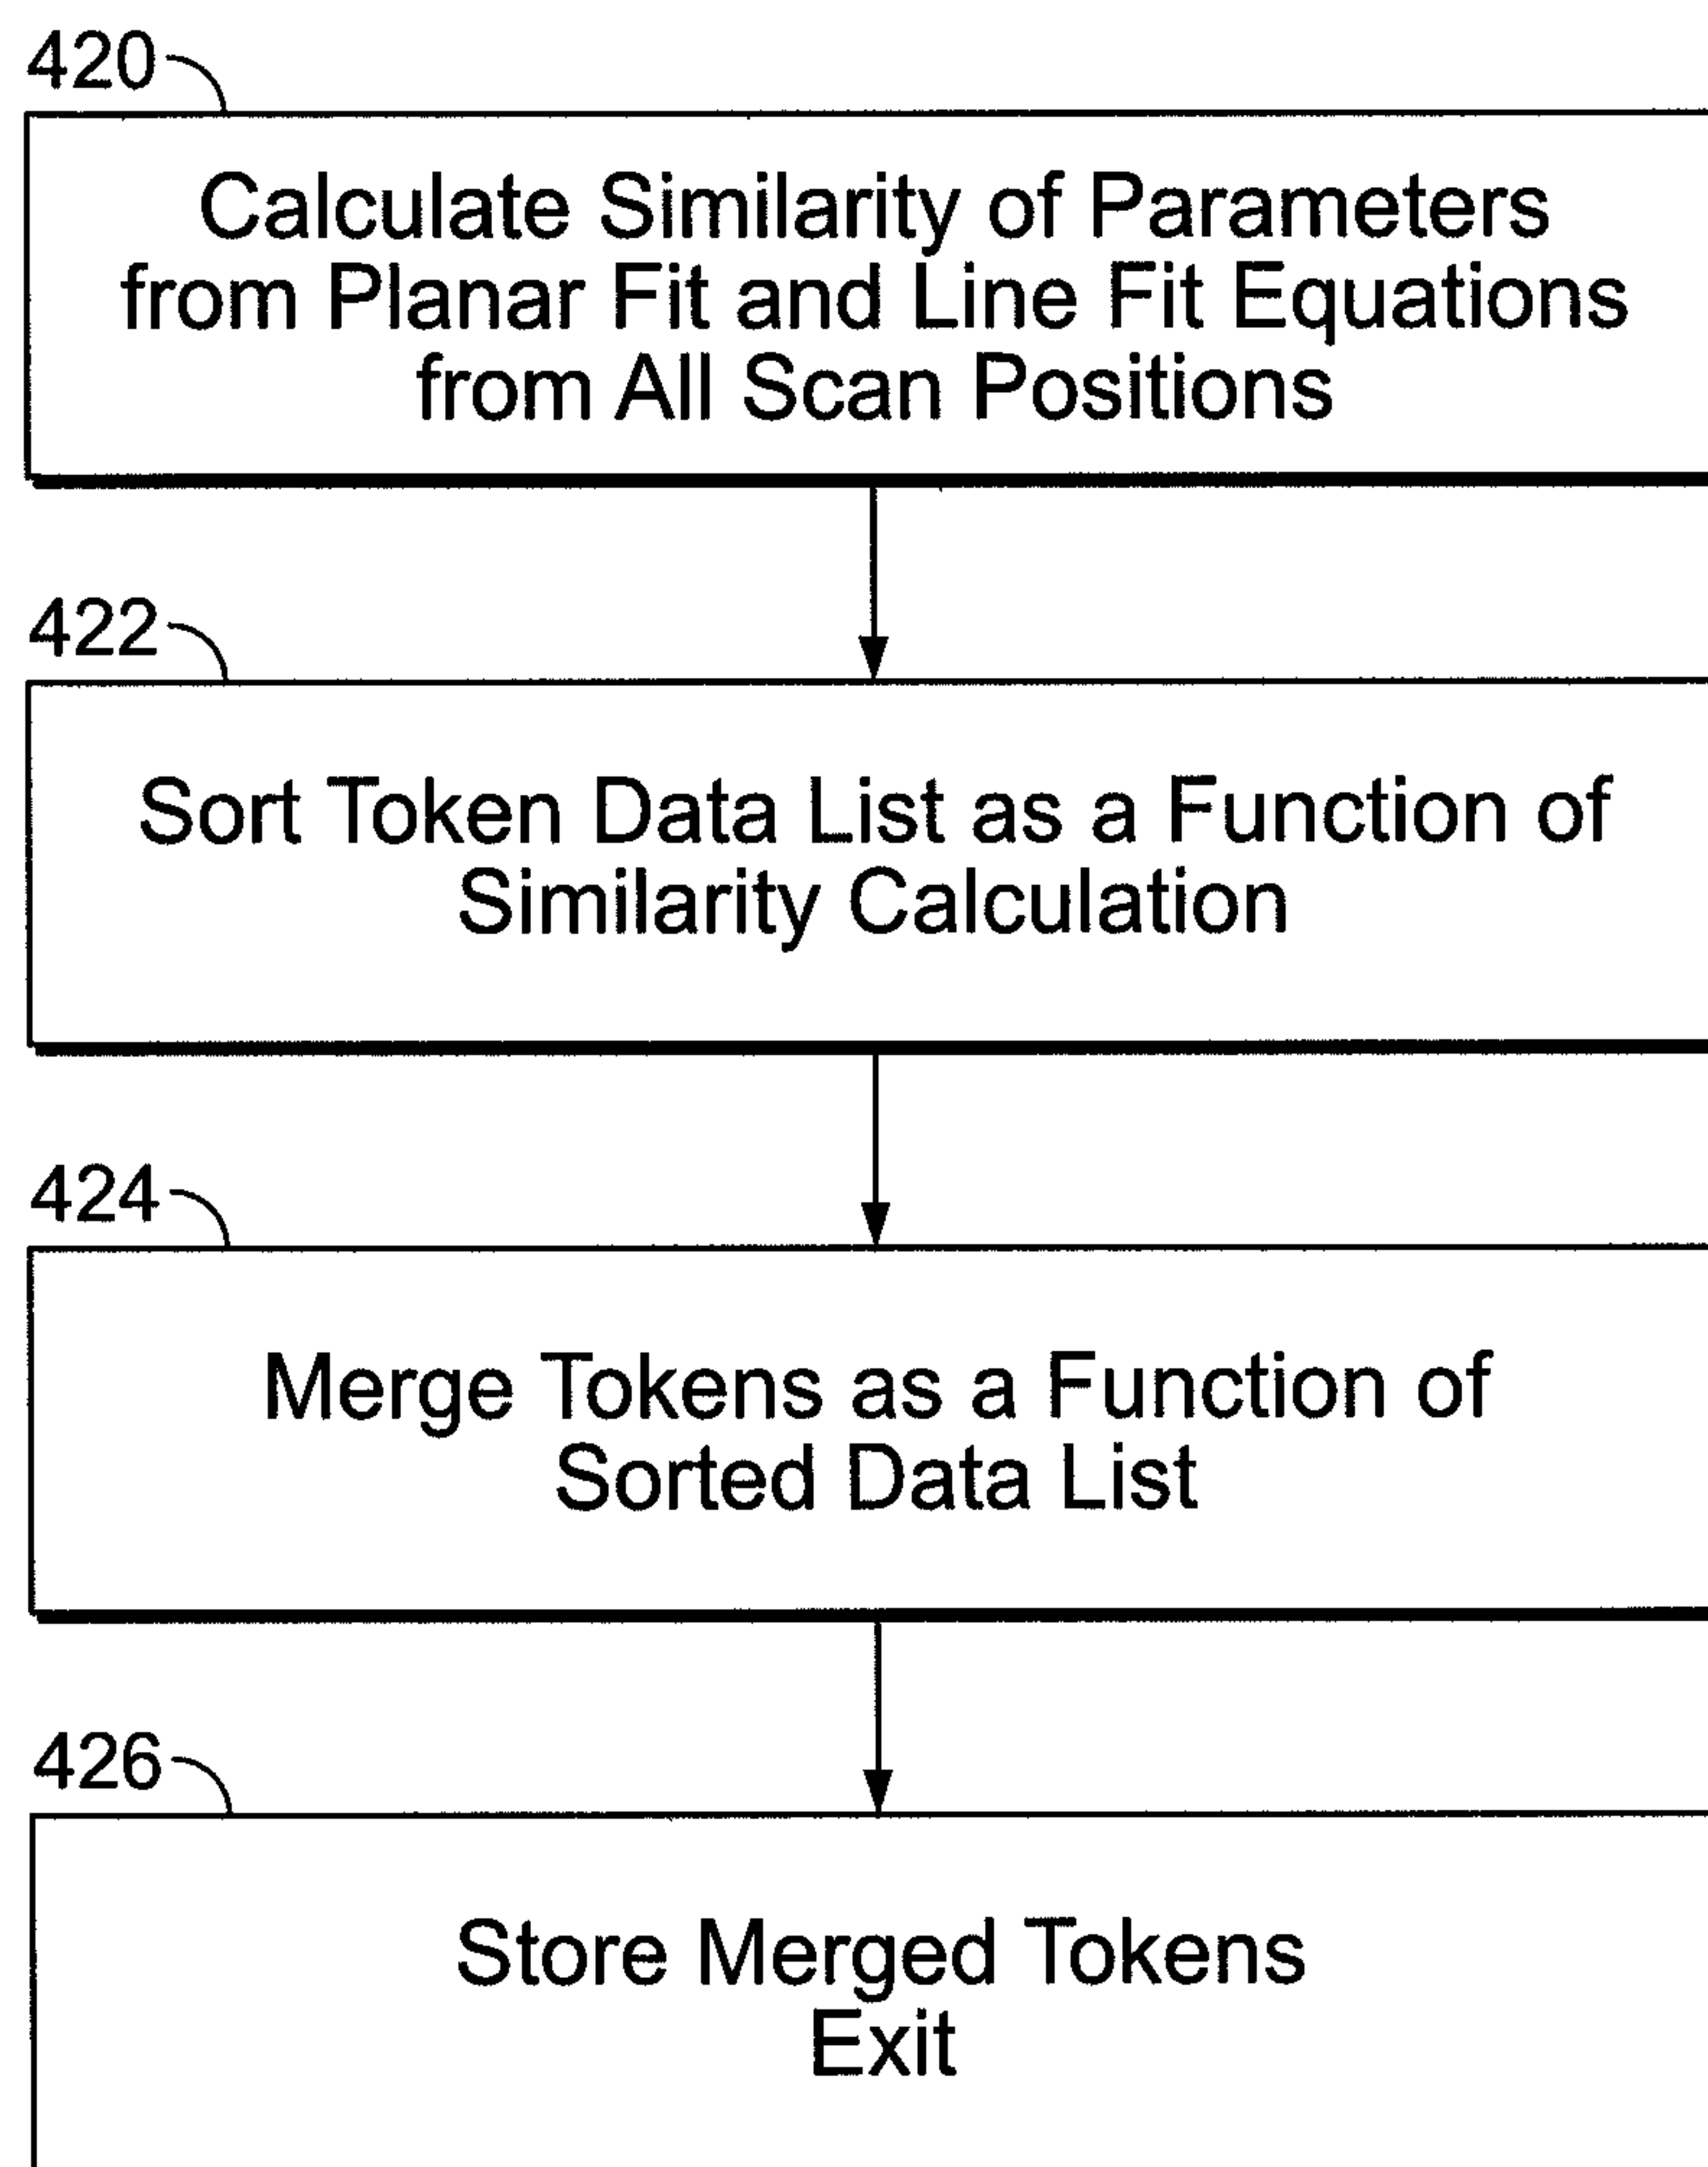 420
Calculate Similarity of Parameters
from Planar Fit and Line Fit Equations
from All Scan Positions
422
Sort Token Data List as a Function of
Similarity Calculation
424
Merge Tokens as a Function of
Sorted Data List
426
Store Merged Tokens
Exit